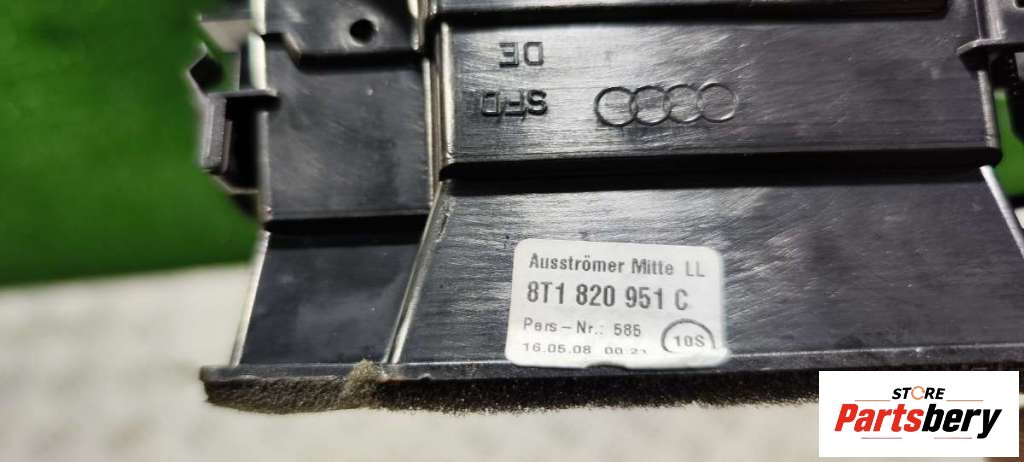 DE
SFD
Ausströmer Mitte LL
8T1 820 951 C
Pers-Nr.: 585
10S
16.05.08 00:21
STORE
Partsbery